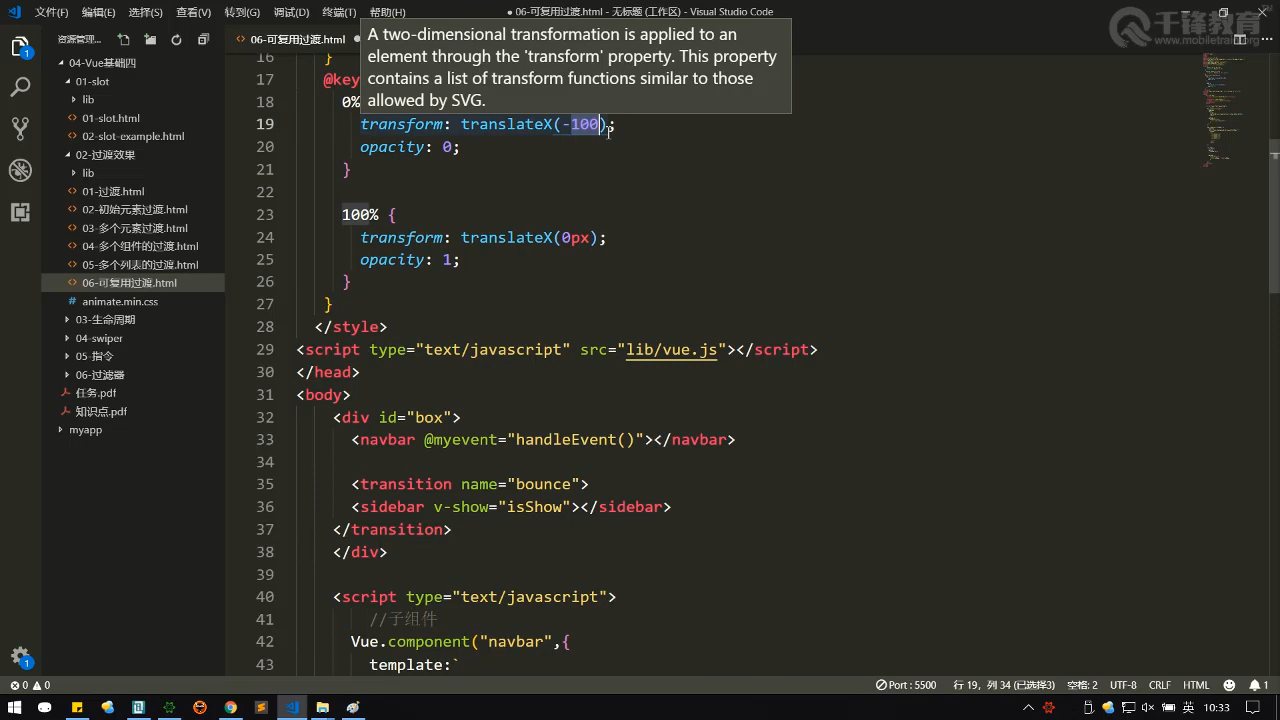 文件(F) 编辑(E) 选择(S) 查看(V) 转到(G) 调试(D) 终端(T) 帮助(H) ● 06-可复用过渡.html - 无标题 (工作区) - Visual Studio Code
千锋教育
www.mobiletrain.org
资源管理...
06-可复用过渡.html ●
A two-dimensional transformation is applied to an
element through the 'transform' property. This property
contains a list of transform functions similar to those
allowed by SVG.
04-Vue基础四
01-slot
lib
01-slot.html
02-slot-example.html
02-过渡效果
lib
01-过渡.html
02-初始元素过渡.html
03-多个元素过渡.html
04-多个组件的过渡.html
05-多个列表的过渡.html
06-可复用过渡.html
# animate.min.css
03-生命周期
04-swiper
05-指令
06-过滤器
任务.pdf
知识点.pdf
myapp
1
1
16 }
17 @key
18 0%
19 transform: translateX(-100);
20 opacity: 0;
21 }
22
23 100% {
24 transform: translateX(0px);
25 opacity: 1;
26 }
27 }
28 </style>
29 <script type="text/javascript" src="lib/vue.js"></script>
30 </head>
31 <body>
32 <div id="box">
33 <navbar @myevent="handleEvent()"></navbar>
34
35 <transition name="bounce">
36 <sidebar v-show="isShow"></sidebar>
37 </transition>
38 </div>
39
40 <script type="text/javascript">
41 //子组件
42 Vue.component("navbar",{
43 template:`
0 0 Port : 5500 行 19，列 34 (已选择3) 空格: 2 UTF-8 CRLF HTML 1
英 10:33